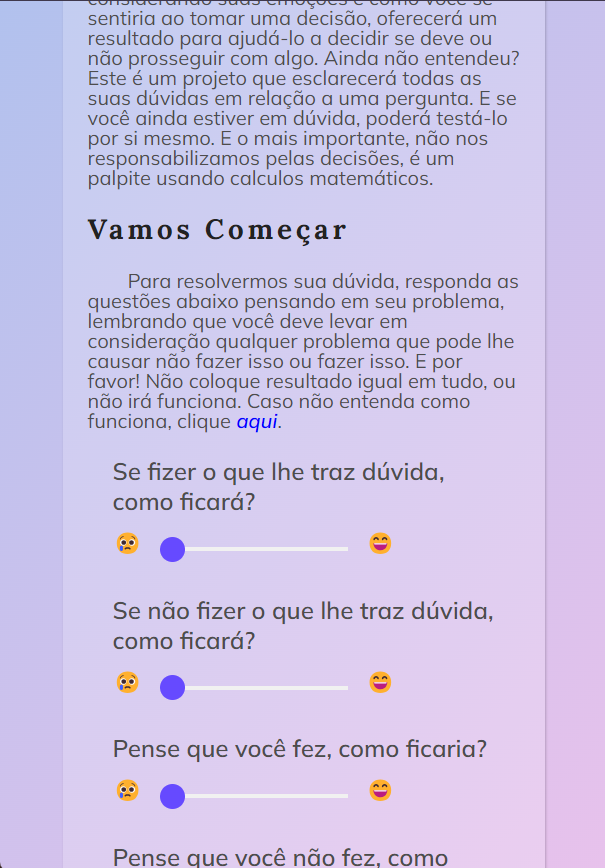 considerando suas emoções e como você se
sentiria ao tomar uma decisão, oferecerá um
resultado para ajudá-lo a decidir se deve ou
não prosseguir com algo. Ainda não entendeu?
Este é um projeto que esclarecerá todas as
suas dúvidas em relação a uma pergunta. E se
você ainda estiver em dúvida, poderá testá-lo
por si mesmo. E o mais importante, não nos
responsabilizamos pelas decisões, é um
palpite usando calculos matemáticos.
Vamos Começar
Para resolvermos sua dúvida, responda as
questões abaixo pensando em seu problema,
lembrando que você deve levar em
consideração qualquer problema que pode lhe
causar não fazer isso ou fazer isso. E por
favor! Não coloque resultado igual em tudo, ou
não irá funciona. Caso não entenda como
funciona, clique aqui.
Se fizer o que lhe traz dúvida,
como ficará?
Se não fizer o que lhe traz dúvida,
como ficará?
Pense que você fez, como ficaria?
Pense que você não fez, como